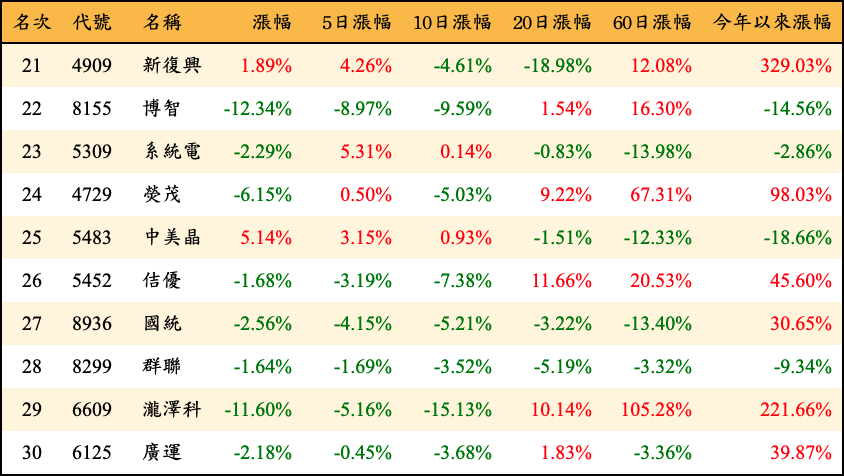 名次 代號 名稱 漲幅 5日漲幅 10日漲幅 20日漲幅 60日漲幅 今年以來漲幅
21 4909 新復興 1.89% 4.26% -4.61% -18.98% 12.08% 329.03%
22 8155 博智 -12.34% -8.97% -9.59% 1.54% 16.30% -14.56%
23 5309 系統電 -2.29% 5.31% 0.14% -0.83% -13.98% -2.86%
24 4729 熒茂 -6.15% 0.50% -5.03% 9.22% 67.31% 98.03%
25 5483 中美晶 5.14% 3.15% 0.93% -1.51% -12.33% -18.66%
26 5452 佶優 -1.68% -3.19% -7.38% 11.66% 20.53% 45.60%
27 8936 國統 -2.56% -4.15% -5.21% -3.22% -13.40% 30.65%
28 8299 群聯 -1.64% -1.69% -3.52% -5.19% -3.32% -9.34%
29 6609 瀧澤科 -11.60% -5.16% -15.13% 10.14% 105.28% 221.66%
30 6125 廣運 -2.18% -0.45% -3.68% 1.83% -3.36% 39.87%